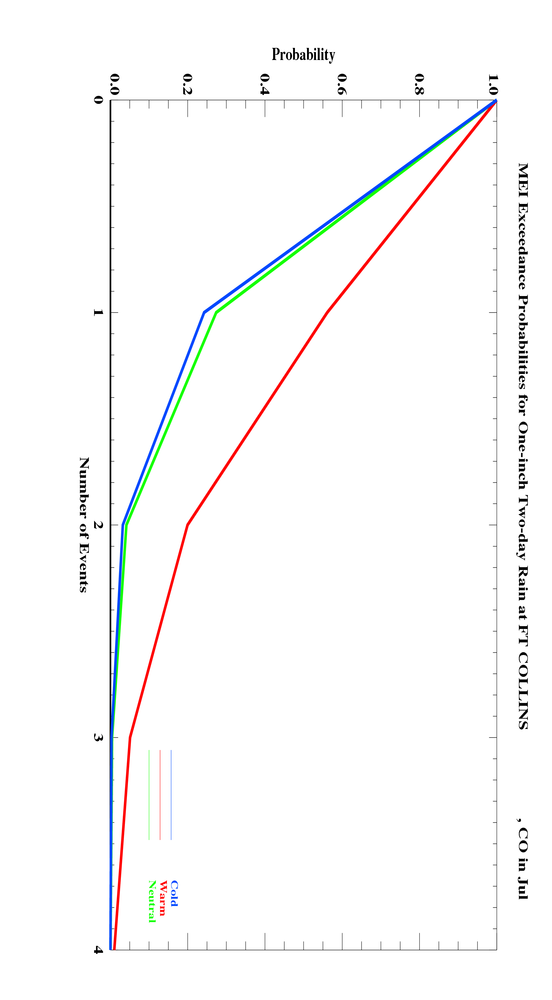 MEI Exceedance Probabilities for One-inch Two-day Rain at FT COLLINS , CO in Jul
Probability
1.0
0.8
0.6
0.4
0.2
0.0
0 1 2 3 4
Number of Events
Cold
Warm
Neutral